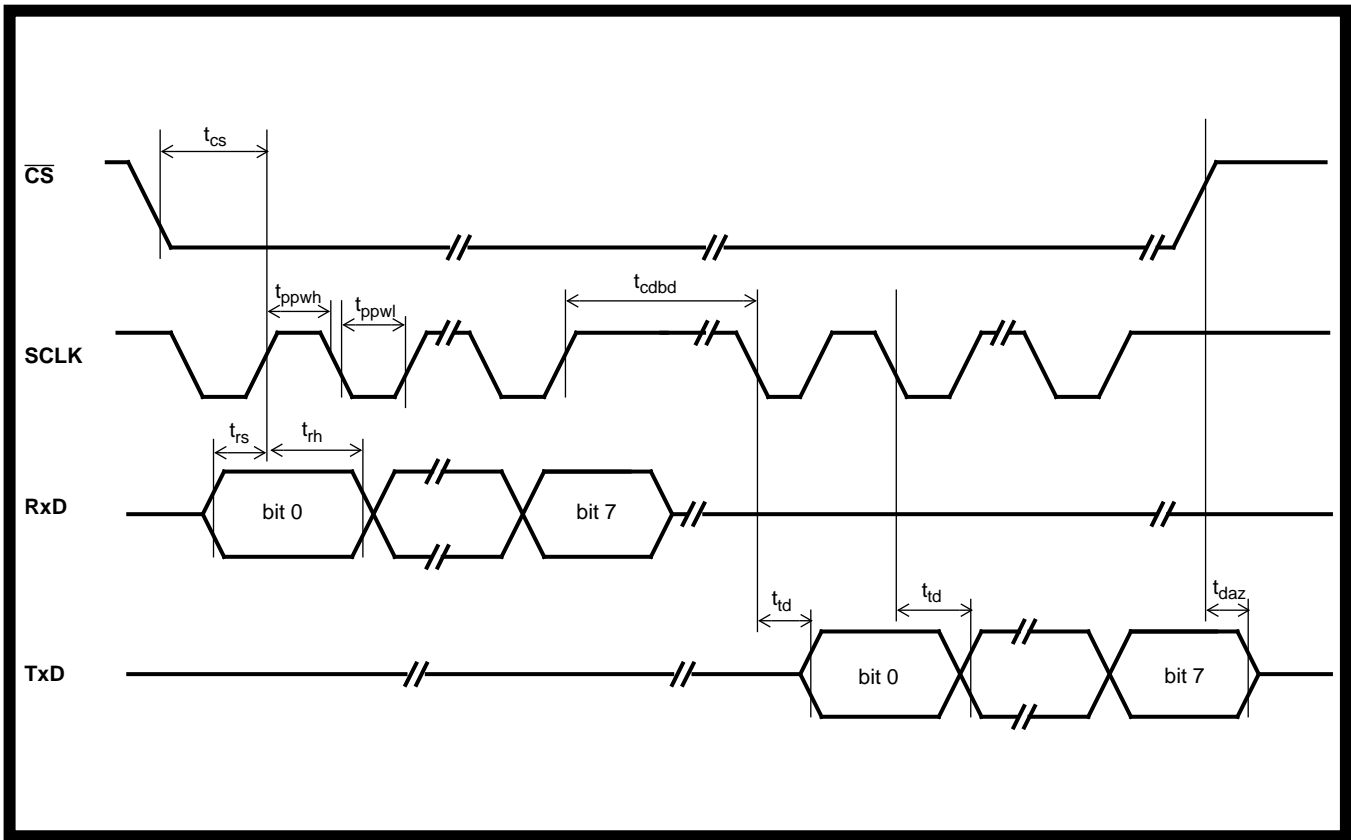 tcs
CS
tppwh
tppwl
tcdbd
SCLK
trs
trh
RxD
bit 0
bit 7
ttd
ttd
tdaz
TxD
bit 0
bit 7